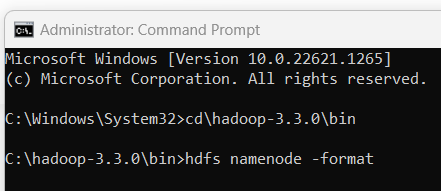 Administrator: Command Prompt
Microsoft Windows [Version 10.0.22621.1265]
(c) Microsoft Corporation. All rights reserved.
C:\Windows\System32>cd\hadoop-3.3.0\bin
C:\hadoop-3.3.0\bin>hdfs namenode -format